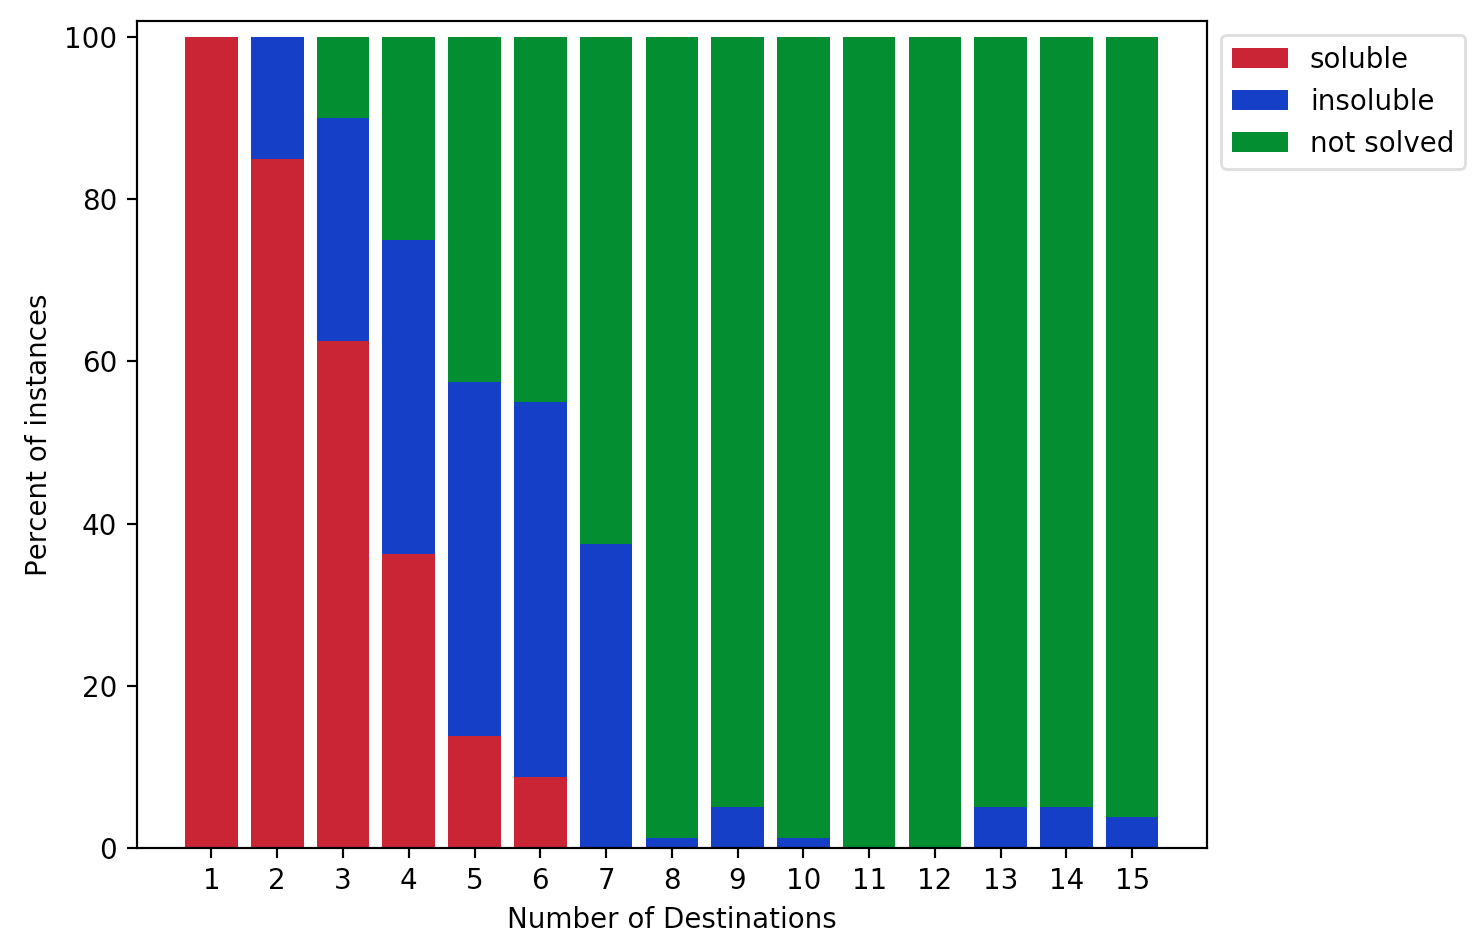 100
80
60
40
20
0
Percent of instances
1 2 3 4 5 6 7 8 9 10 11 12 13 14 15
Number of Destinations
soluble
insoluble
not solved